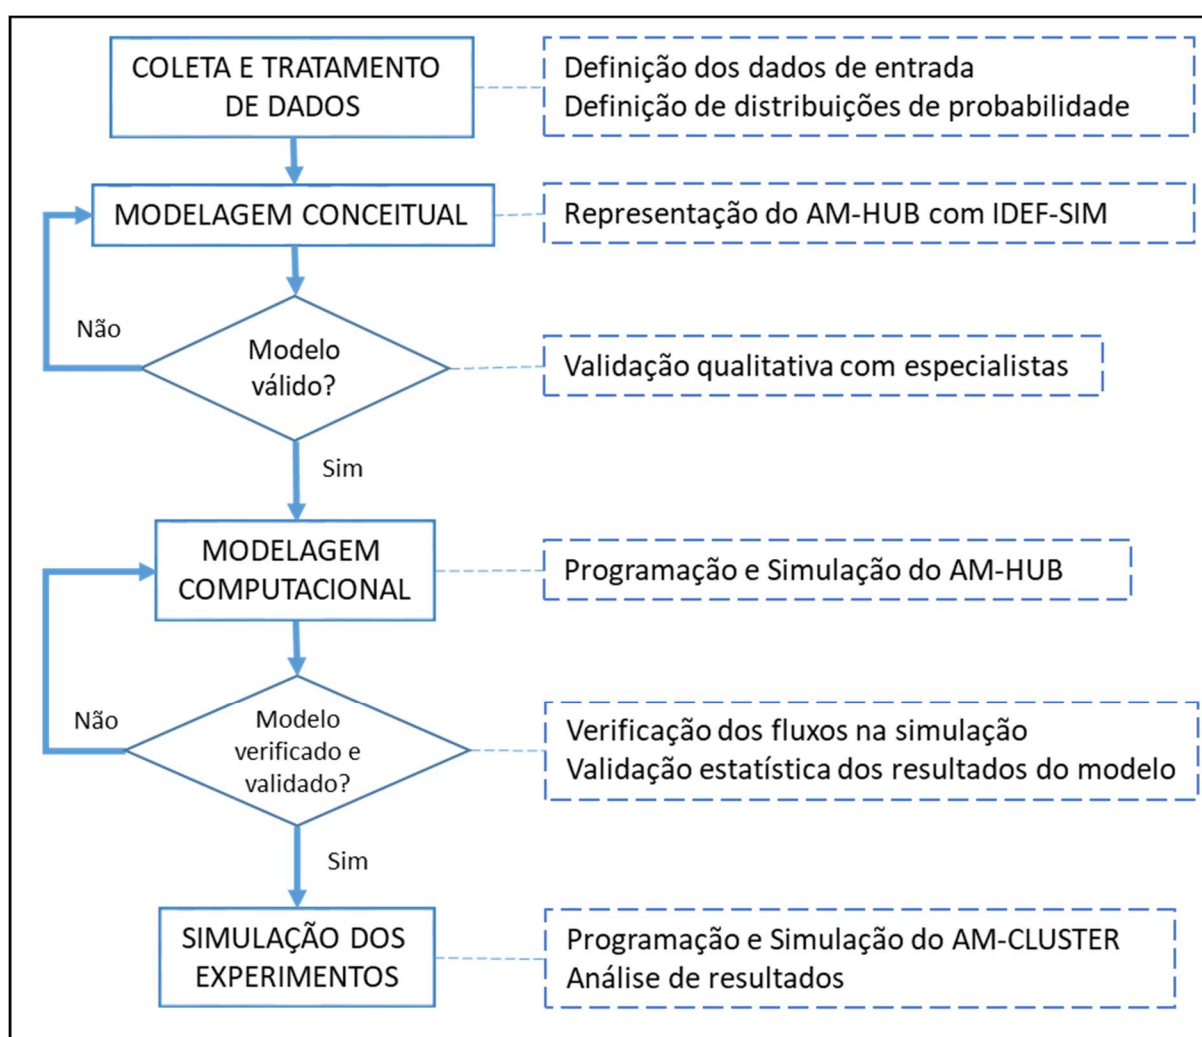 COLETA E TRATAMENTO
DE DADOS
Definição dos dados de entrada
Definição de distribuições de probabilidade
MODELAGEM CONCEITUAL
Representação do AM-HUB com IDEF-SIM
Não
Modelo
válido?
Validação qualitativa com especialistas
Sim
MODELAGEM
COMPUTACIONAL
Programação e Simulação do AM-HUB
Não
Modelo
verificado e
validado?
Verificação dos fluxos na simulação
Validação estatística dos resultados do modelo
Sim
SIMULAÇÃO DOS
EXPERIMENTOS
Programação e Simulação do AM-CLUSTER
Análise de resultados